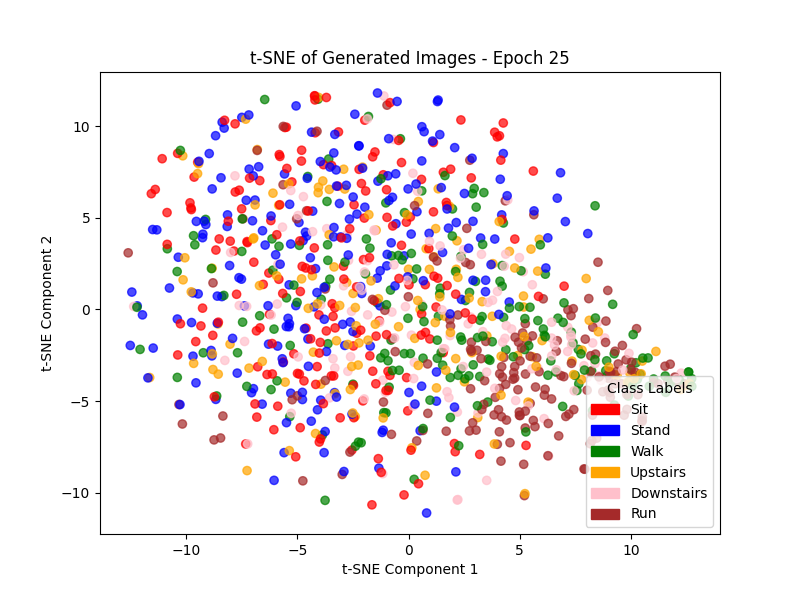 t-SNE of Generated Images - Epoch 25
10
5
0
−5
−10
t-SNE Component 2
−10
−5
0
5
10
t-SNE Component 1
Class Labels
Sit
Stand
Walk
Upstairs
Downstairs
Run